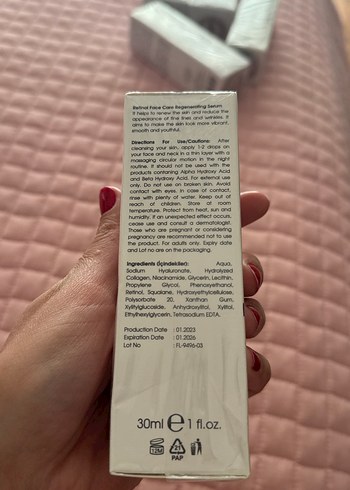 Retinol Face Care Regenerating Serum
It helps to renew the skin and reduce the
appearance of fine lines and wrinkles. It
aims to make the skin look more vibrant,
smooth and youthful.
Directions For Use/Cautions: After
cleansing your skin, apply 1-2 drops on
your face and neck in a thin layer with a
massaging circular motion in the night
routine. It should not be used with the
products containing Alpha Hydroxy Acid
and Beta Hydroxy Acid. For external use
only. Do not use on broken skin. Avoid
contact with eyes, in case of contact,
rinse with plenty of water. Keep out of
reach of children. Store at room
temperature. Protect from heat, sun and
humidity. If an unexpected effect occurs,
cease use and consult a dermatologist.
Those who are pregnant or considering
pregnancy are recommended not to use
the product. For adults only. Expiry date
and Lot no are on the packaging.
Ingredients (İçindekiler): Aqua,
Sodium Hyaluronate, Hydrolyzed
Collagen, Niacinamide, Glycerin, Lecithin,
Propylene Glycol, Phenoxyethanol,
Retinol, Squalane, Hydroxyethylcellulose,
Polysorbate 20, Xanthan Gum,
Xylitylglucoside, Anhydroxylitol, Xylitol,
Ethylhexylglycerin, Tetrasodium EDTA.
Production Date : 01.2023
Expiration Date : 01.2026
Lot No : FL-9496-03
30ml e 1 fl.oz.
12M 21
PAP